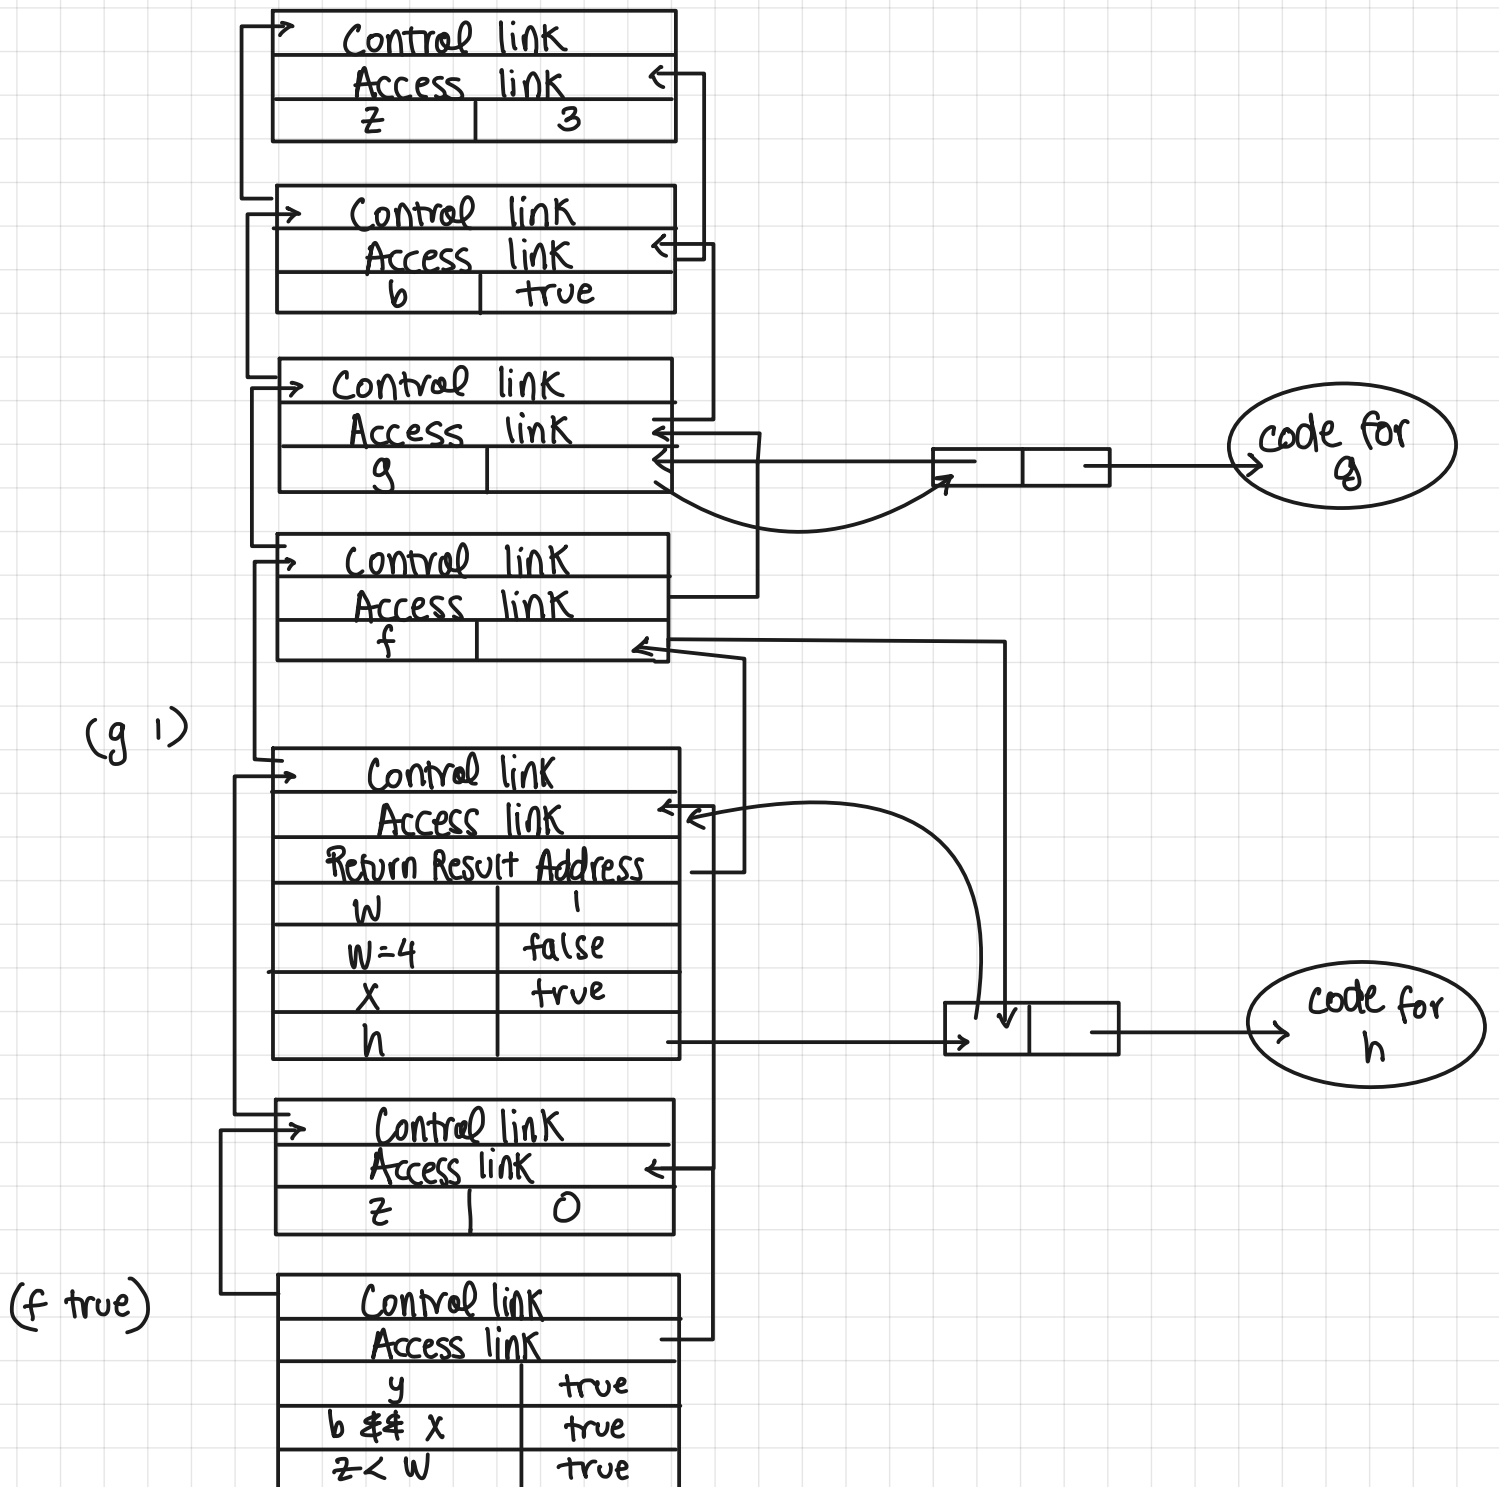 Control link
Access link
z 3
Control link
Access link
b true
Control link
Access link
g
code for
g
Control link
Access link
f
(g 1)
Control link
Access link
Return Result Address
w 1
w=4 false
x true
h
code for
h
Control link
Access link
z 0
(f true)
Control link
Access link
y true
b && x true
z < w true